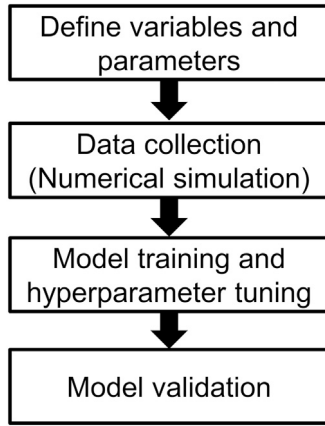 Define variables and
parameters
Data collection
(Numerical simulation)
Model training and
hyperparameter tuning
Model validation